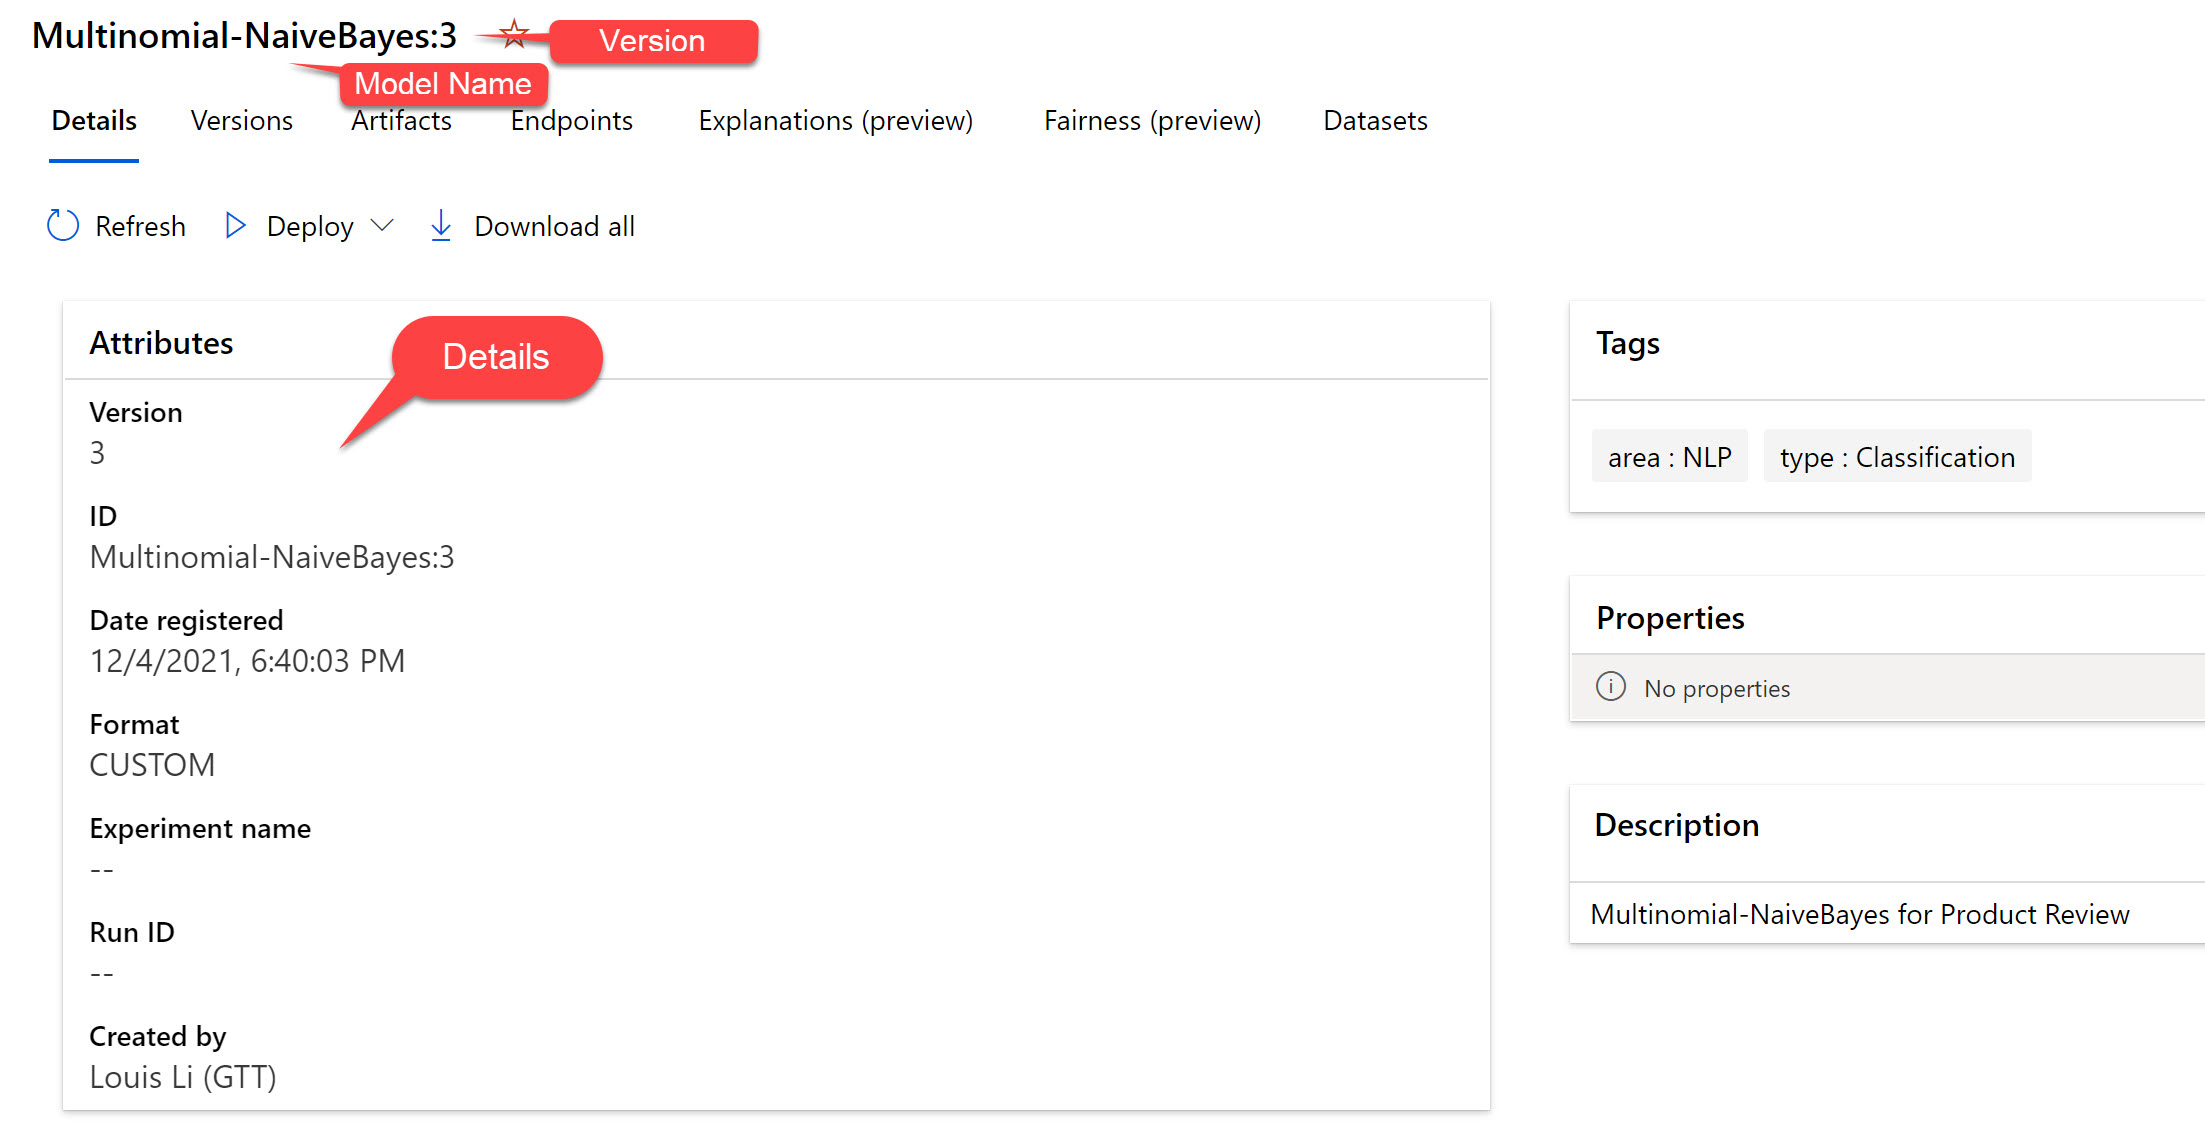 Multinomial-NaiveBayes:3
Version
Model Name
Details Versions Artifacts Endpoints Explanations (preview) Fairness (preview) Datasets
Refresh Deploy Download all
Attributes
Details
Version
3
ID
Multinomial-NaiveBayes:3
Date registered
12/4/2021, 6:40:03 PM
Format
CUSTOM
Experiment name
--
Run ID
--
Created by
Louis Li (GTT)
Tags
area : NLP type : Classification
Properties
No properties
Description
Multinomial-NaiveBayes for Product Review